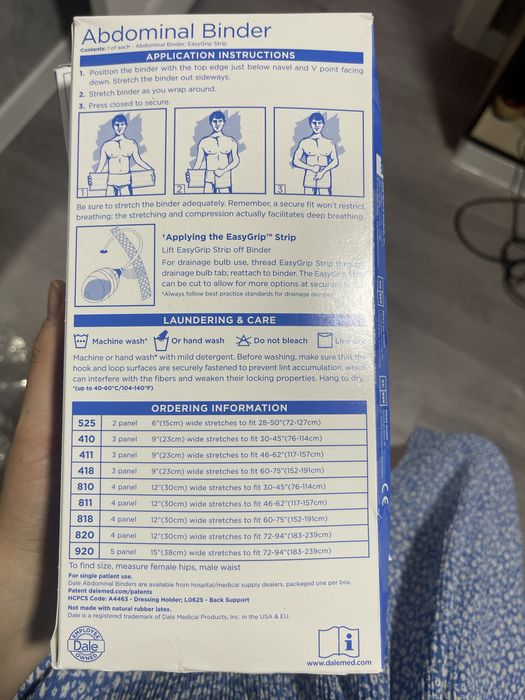 Abdominal Binder
Contents: 1 of each - Abdominal Binder, EasyGrip Strip
APPLICATION INSTRUCTIONS
1. Position the binder with the top edge just below navel and V point facing
down. Stretch the binder out sideways.
2. Stretch binder as you wrap around.
3. Press closed to secure.
1
2
3
Be sure to stretch the binder adequately. Remember, a secure fit won't restrict
breathing; the stretching and compression actually facilitates deep breathing.
†Applying the EasyGrip™ Strip
Lift EasyGrip Strip off Binder
For drainage bulb use, thread EasyGrip Strip through
drainage bulb tab; reattach to binder. The EasyGrip Strip
can be cut to allow for more options at securing
*Always follow best practice standards for drainage devices
LAUNDERING & CARE
Machine wash* Or hand wash Do not bleach Line dry
Machine or hand wash* with mild detergent. Before washing, make sure that the
hook and loop surfaces are securely fastened to prevent lint accumulation, which
can interfere with the fibers and weaken their locking properties. Hang to dry.
*(up to 40-60°C/104-140°F)
ORDERING INFORMATION
525 2 panel 6"(15cm) wide stretches to fit 28-50"(72-127cm)
410 3 panel 9"(23cm) wide stretches to fit 30-45"(76-114cm)
411 3 panel 9"(23cm) wide stretches to fit 46-62"(117-157cm)
418 3 panel 9"(23cm) wide stretches to fit 60-75"(152-191cm)
810 4 panel 12"(30cm) wide stretches to fit 30-45"(76-114cm)
811 4 panel 12"(30cm) wide stretches to fit 46-62"(117-157cm)
818 4 panel 12"(30cm) wide stretches to fit 60-75"(152-191cm)
820 4 panel 12"(30cm) wide stretches to fit 72-94"(183-239cm)
920 5 panel 15"(38cm) wide stretches to fit 72-94"(183-239cm)
To find size, measure female hips, male waist
For single patient use.
Dale Abdominal Binders are available from hospital/medical supply dealers, packaged one per box.
Patent dalemed.com/patents
HCPCS Code: A4463 - Dressing Holder; L0625 - Back Support
Not made with natural rubber latex.
Dale is a registered trademark of Dale Medical Products, Inc. in the USA & EU.
EMPLOYEE
Dale
OWNED
i
www.dalemed.com
CE